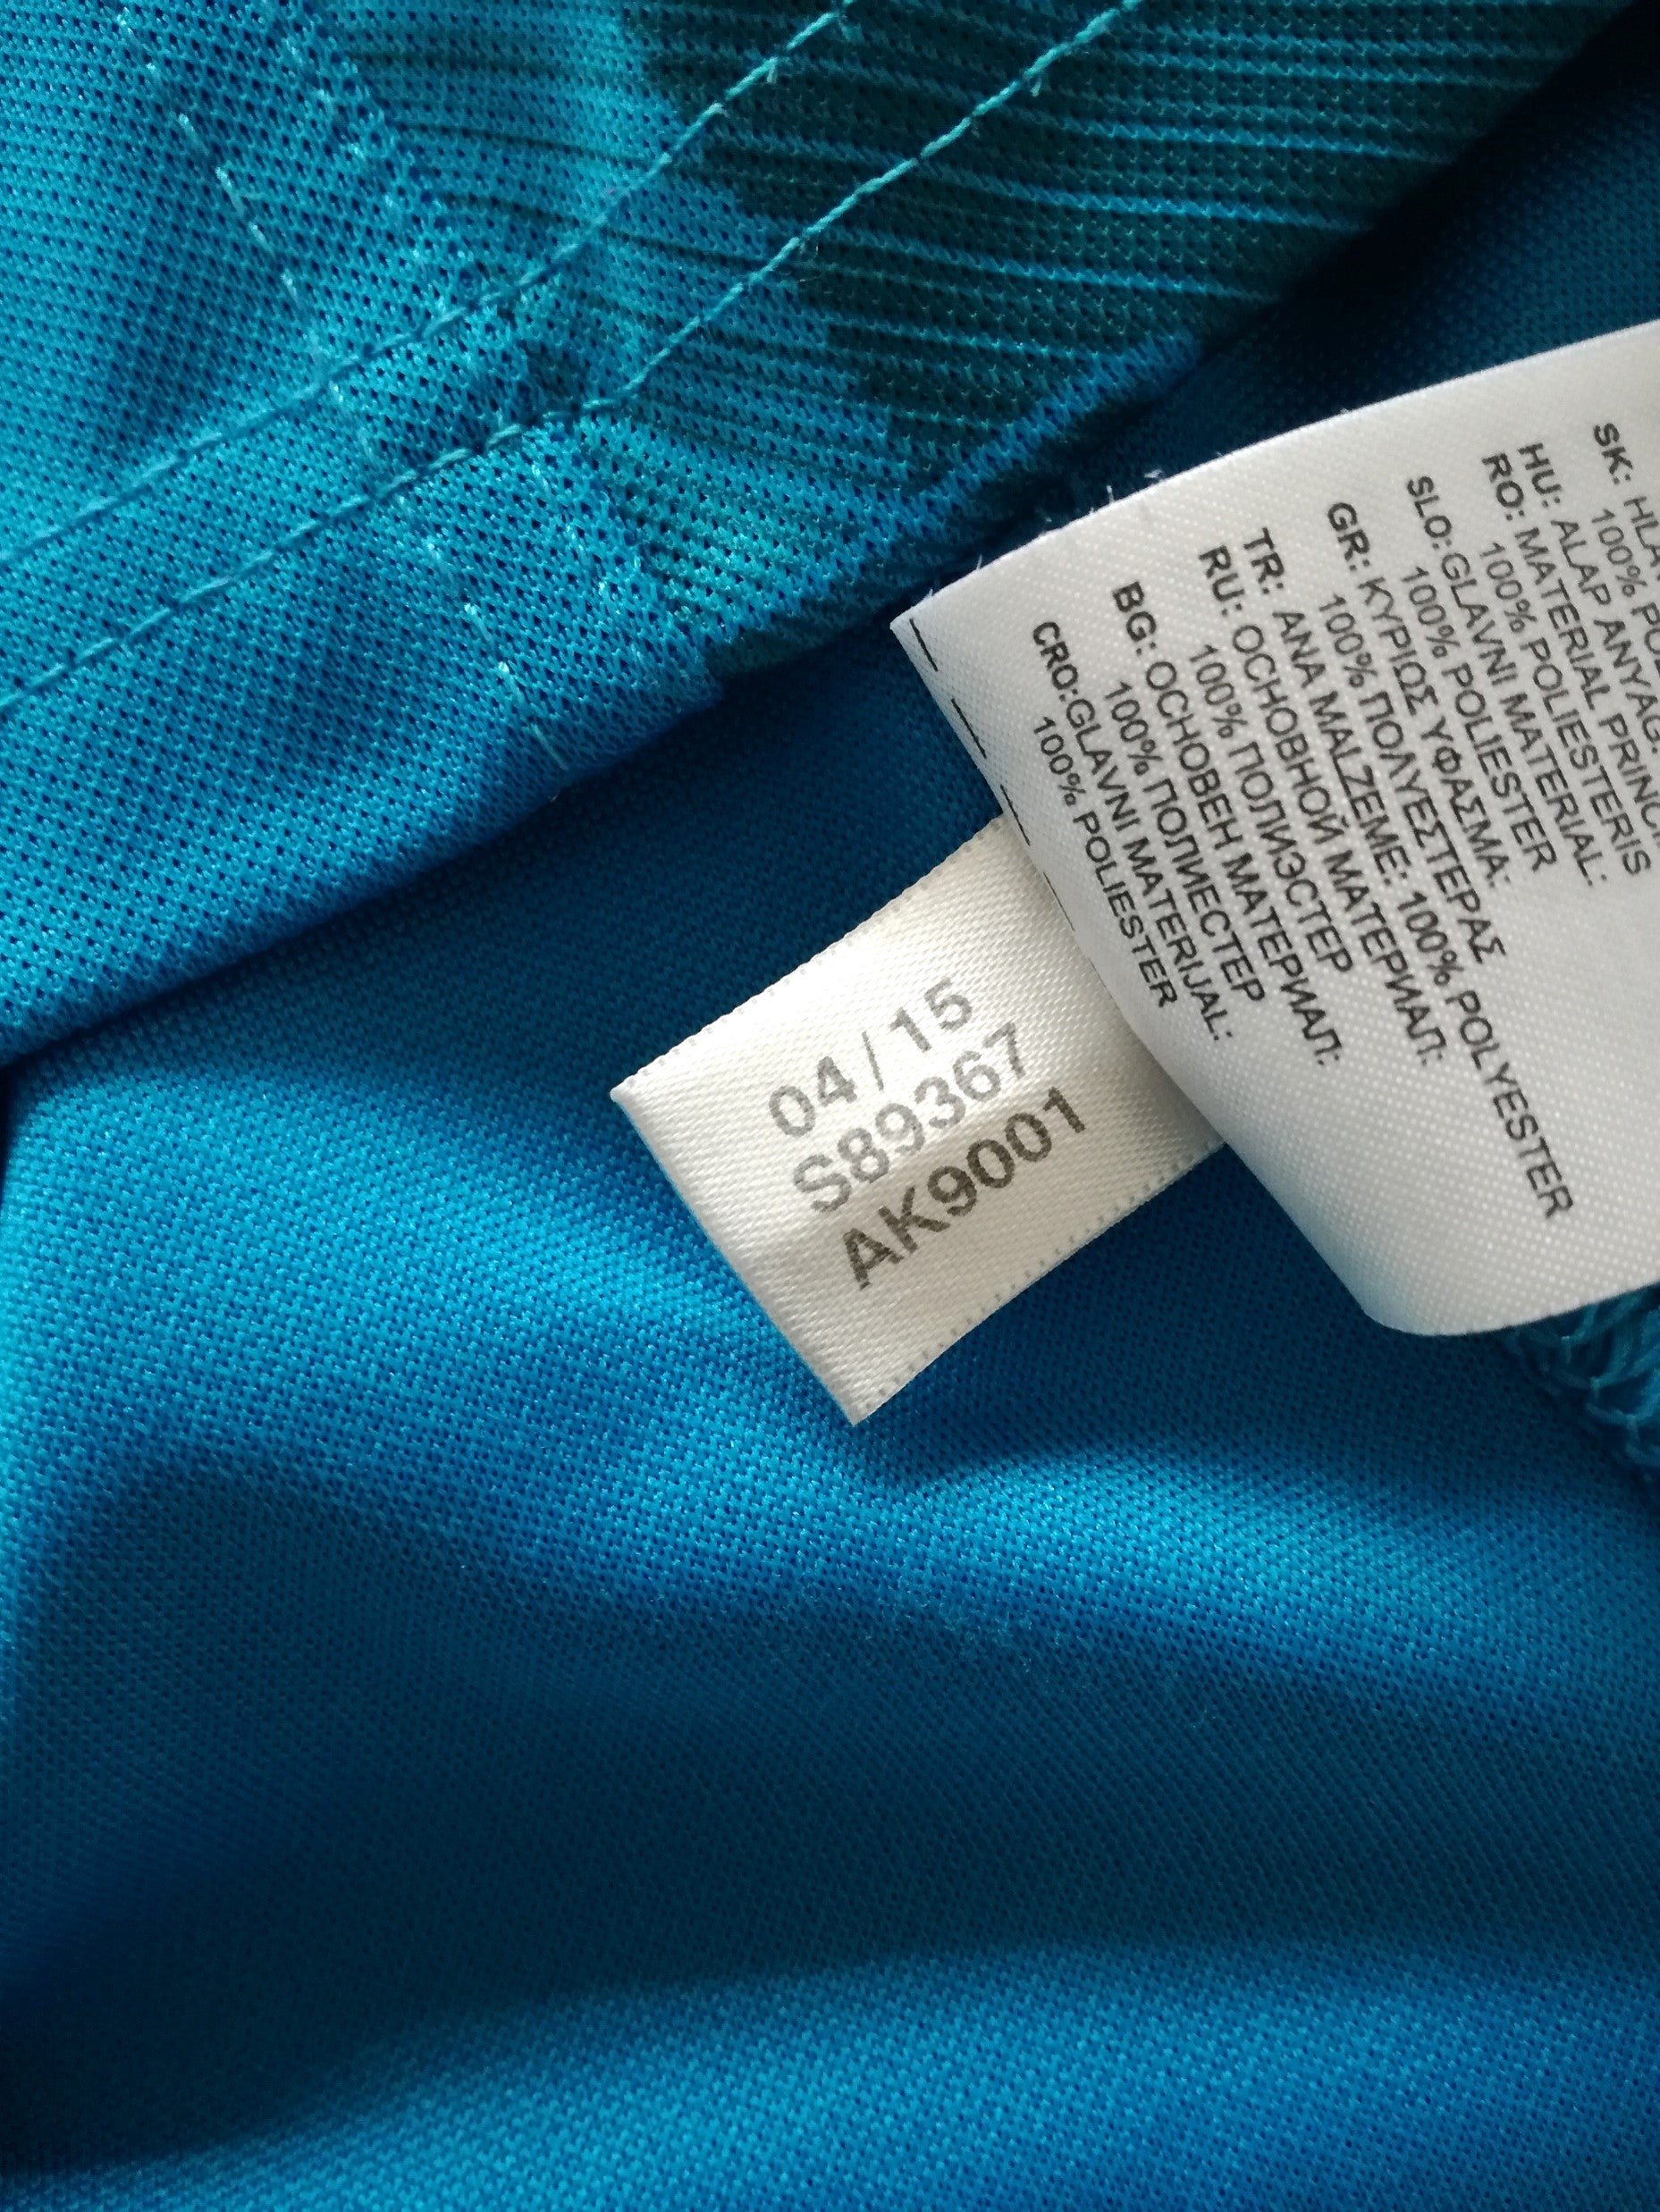 SK:
100%
HU: ALAP ANYAG:
100% POLIESTERIS
RO: MATERIAL
100% POLIESTER
SLO:GLAVNI MATERIAL:
100% POLIESTER
GR: ΚΥΡΙΩΣ ΥΦΑΣΜΑ:
100% ΠΟΛΥΕΣΤΕΡΑΣ
TR: ANA MALZEME: 100% POLYESTER
RU: ОСНОВНОЙ МАТЕРИАЛ:
100% ПОЛИЭСТЕР
BG: ОСНОВЕН МАТЕРИАЛ:
100% ПОЛИЕСТЕР
CRO:GLAVNI MATERIJAL:
100% POLIESTER
04/15
S89367
AK9001